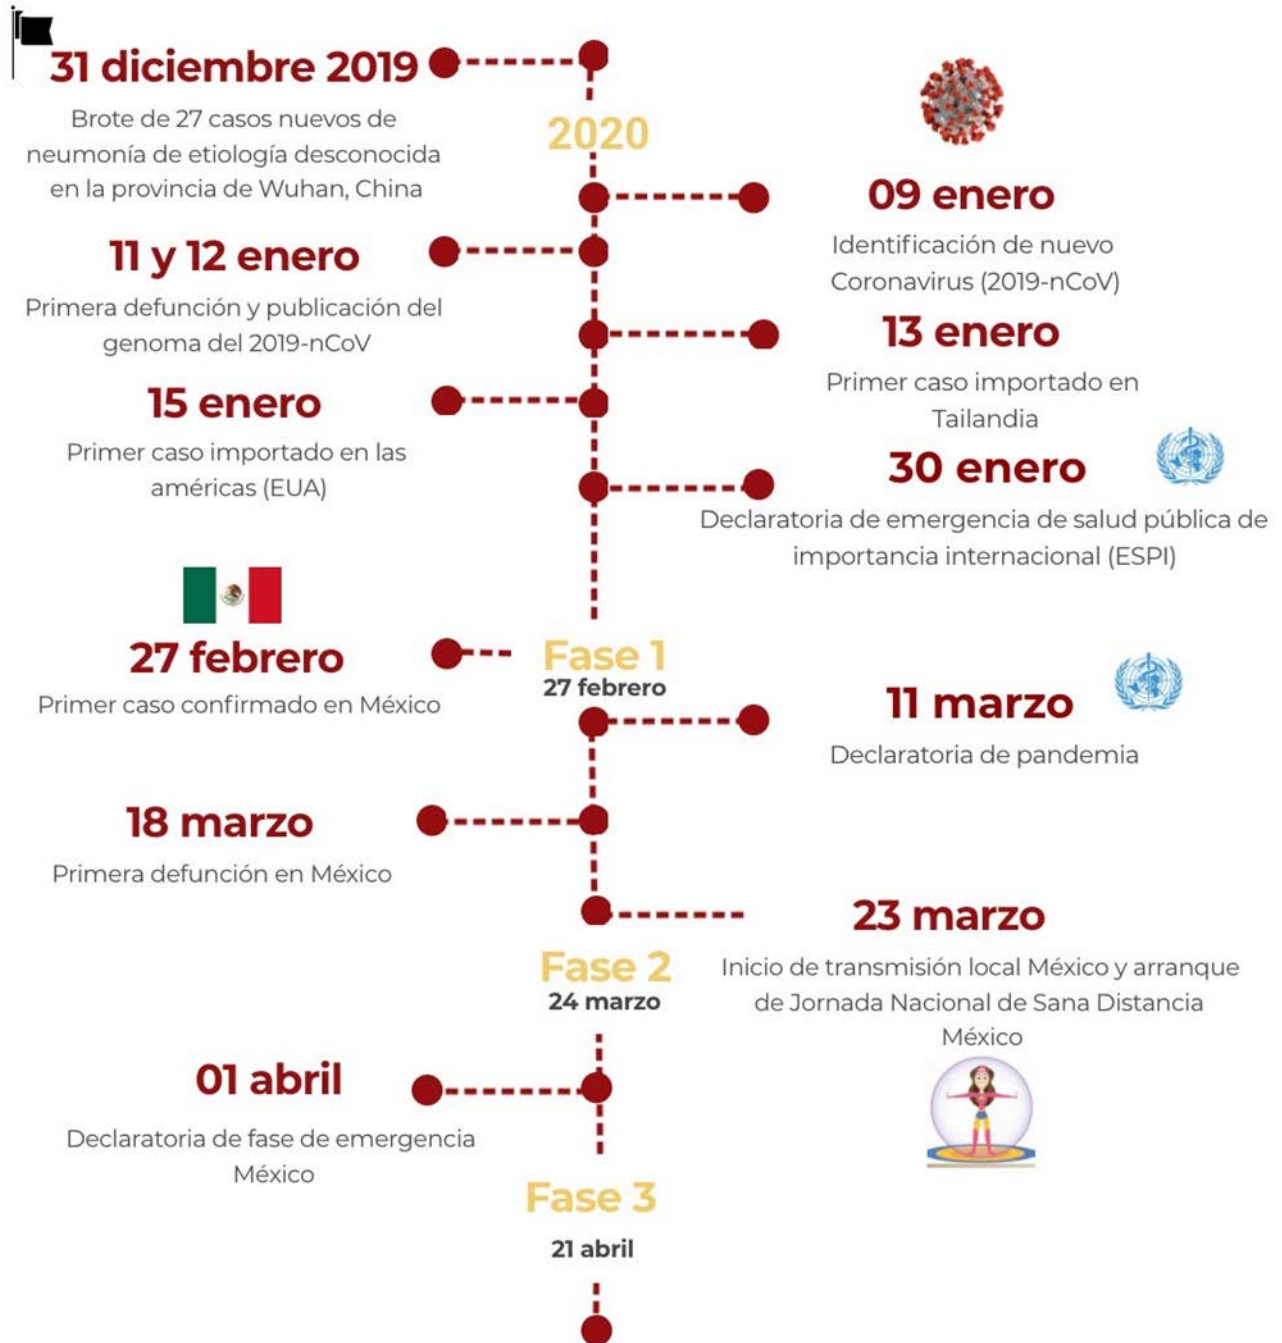 31 diciembre 2019
Brote de 27 casos nuevos de
neumonía de etiología desconocida
en la provincia de Wuhan, China
2020
09 enero
Identificación de nuevo
Coronavirus (2019-nCoV)
11 y 12 enero
Primera defunción y publicación del
genoma del 2019-nCoV
13 enero
Primer caso importado en
Tailandia
15 enero
Primer caso importado en las
américas (EUA)
30 enero
Declaratoria de emergencia de salud pública de
importancia internacional (ESPI)
27 febrero
Primer caso confirmado en México
Fase 1
27 febrero
11 marzo
Declaratoria de pandemia
18 marzo
Primera defunción en México
23 marzo
Inicio de transmisión local México y arranque
de Jornada Nacional de Sana Distancia
México
Fase 2
24 marzo
01 abril
Declaratoria de fase de emergencia
México
Fase 3
21 abril